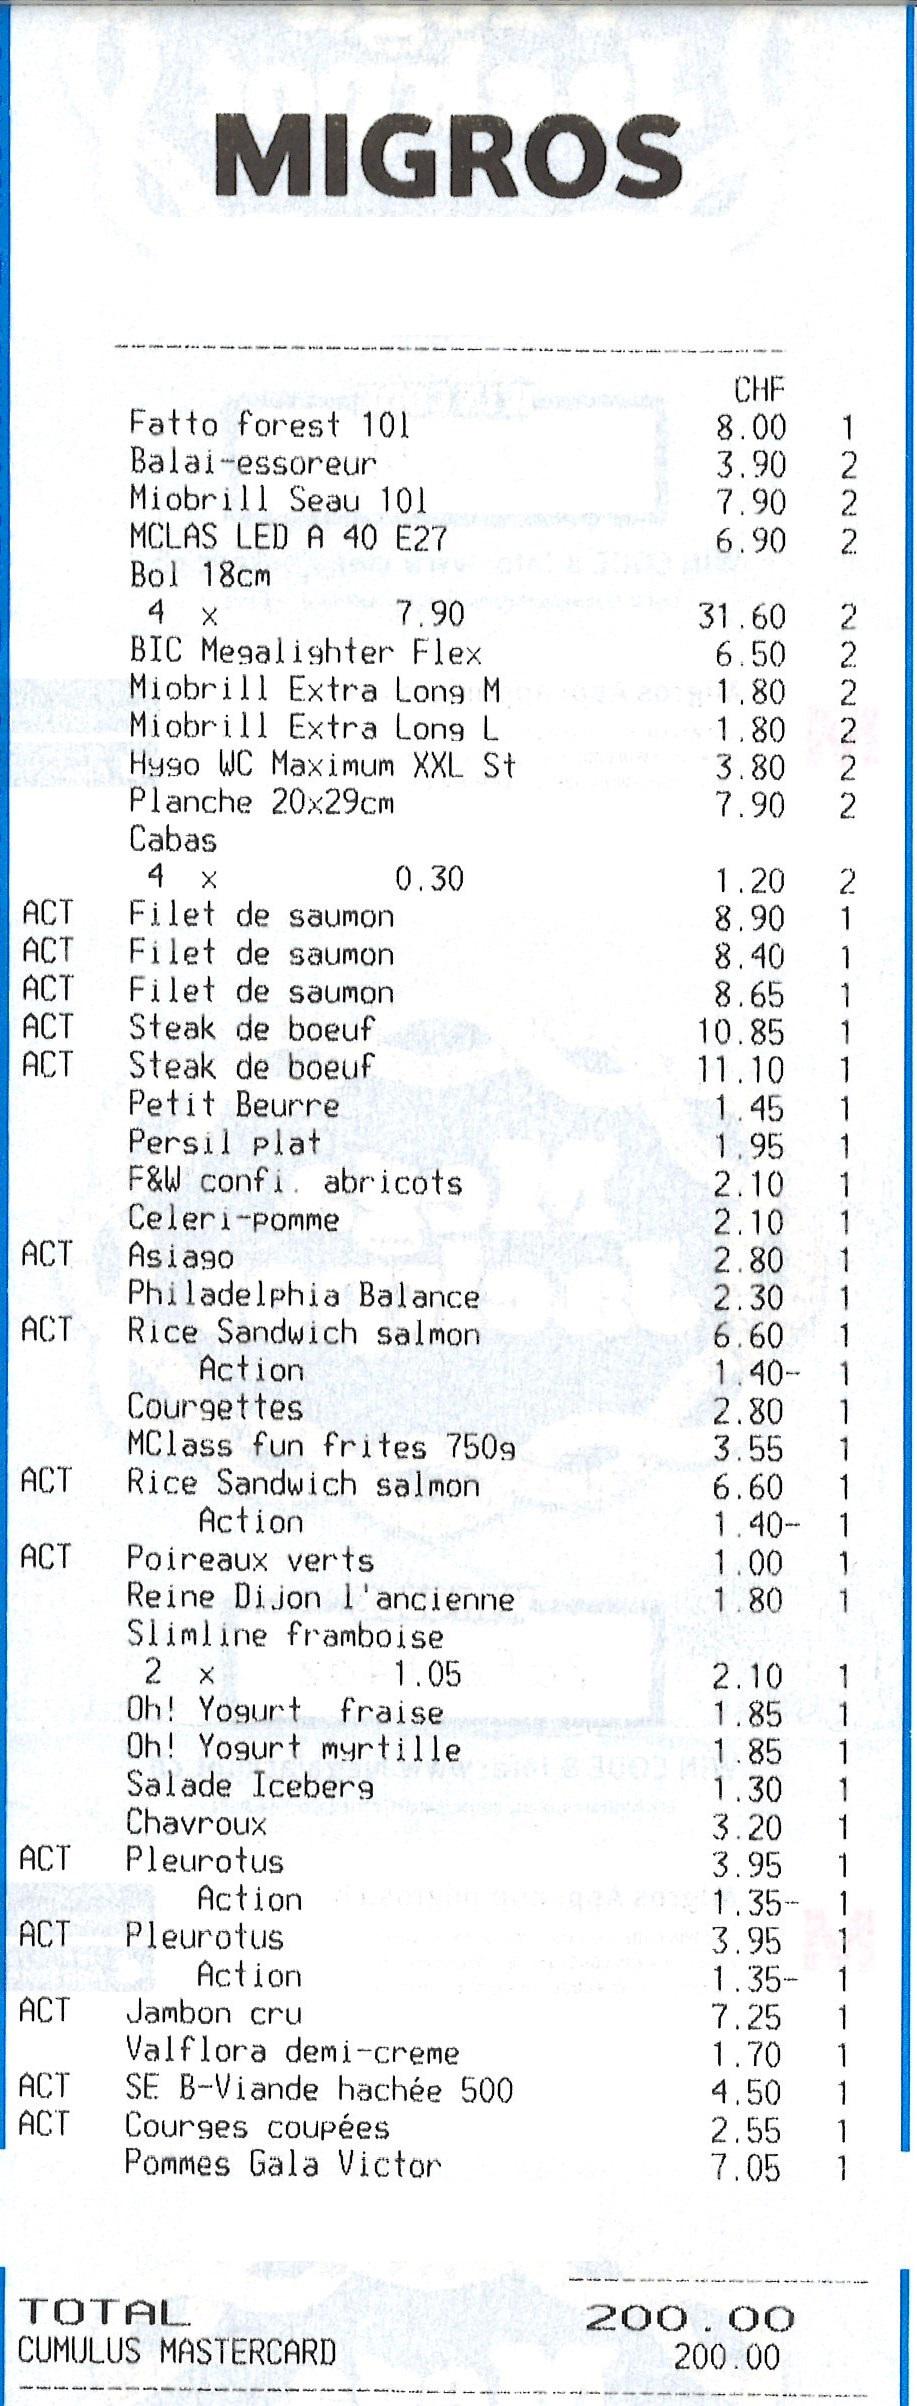 MIGROS
CHF
Fatto forest 10l 8.00 1
Balai-essoreur 3.90 2
Miobrill Seau 10l 7.90 2
MCLAS LED A 40 E27 6.90 2
Bol 18cm
4 x 7.90 31.60 2
BIC Megalighter Flex 6.50 2
Miobrill Extra Long M 1.80 2
Miobrill Extra Long L 1.80 2
Hygo WC Maximum XXL St 3.80 2
Planche 20x29cm 7.90 2
Cabas
4 x 0.30 1.20 2
ACT Filet de saumon 8.90 1
ACT Filet de saumon 8.40 1
ACT Filet de saumon 8.65 1
ACT Steak de boeuf 10.85 1
ACT Steak de boeuf 11.10 1
Petit Beurre 1.45 1
Persil plat 1.95 1
F&W confi. abricots 2.10 1
Celeri-pomme 2.10 1
ACT Asiago 2.80 1
Philadelphia Balance 2.30 1
ACT Rice Sandwich salmon 6.60 1
Action 1.40- 1
Courgettes 2.80 1
MClass fun frites 750g 3.55 1
ACT Rice Sandwich salmon 6.60 1
Action 1.40- 1
ACT Poireaux verts 1.00 1
Reine Dijon l'ancienne 1.80 1
Slimline framboise
2 x 1.05 2.10 1
Oh! Yogurt fraise 1.85 1
Oh! Yogurt myrtille 1.85 1
Salade Iceberg 1.30 1
Chavroux 3.20 1
ACT Pleurotus 3.95 1
Action 1.35- 1
ACT Pleurotus 3.95 1
Action 1.35- 1
ACT Jambon cru 7.25 1
Valflora demi-creme 1.70 1
ACT SE B-Viande hachée 500 4.50 1
ACT Courges coupées 2.55 1
Pommes Gala Victor 7.05 1
TOTAL 200.00
CUMULUS MASTERCARD 200.00